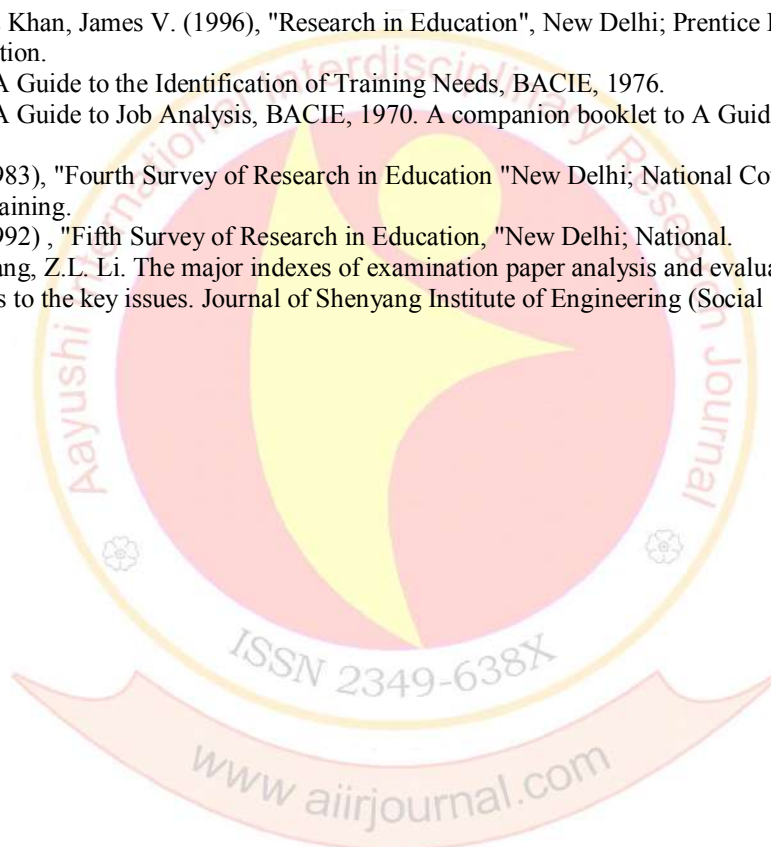 Khan, James V. (1996), "Research in Education", New Delhi; Prentice
tion.
A Guide to the Identification of Training Needs, BACIE, 1976.
A Guide to Job Analysis, BACIE, 1970. A companion booklet to A Guid
983), "Fourth Survey of Research in Education "New Delhi; National Co
aining.
992) , "Fifth Survey of Research in Education, "New Delhi; National.
ang, Z.L. Li. The major indexes of examination paper analysis and evalua
s to the key issues. Journal of Shenyang Institute of Engineering (Social
Aayushi International Interdisciplinary Research Journal
ISSN 2349-638X
www aiirjournal.com